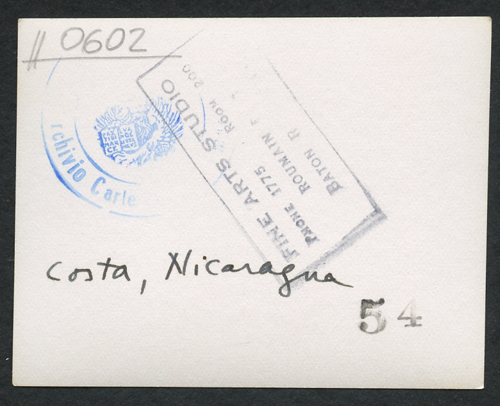 # 0602
rchivio Carle
FINE ARTS STUDIO
PHONE 1775 ROOM 200
ROUMAIN
BATON R
Costa, Nicaragua
54